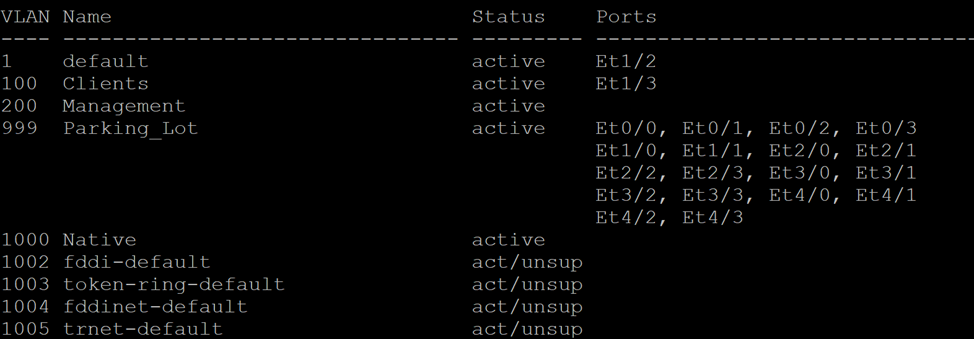 VLAN Name                             Status    Ports
---- -------------------------------- --------- -------------------------------
1    default                          active    Et1/2
100  Clients                          active    Et1/3
200  Management                       active
999  Parking_Lot                      active    Et0/0, Et0/1, Et0/2, Et0/3
                                                Et1/0, Et1/1, Et2/0, Et2/1
                                                Et2/2, Et2/3, Et3/0, Et3/1
                                                Et3/2, Et3/3, Et4/0, Et4/1
                                                Et4/2, Et4/3
1000 Native                           active
1002 fddi-default                     act/unsup
1003 token-ring-default               act/unsup
1004 fddinet-default                  act/unsup
1005 trnet-default                    act/unsup